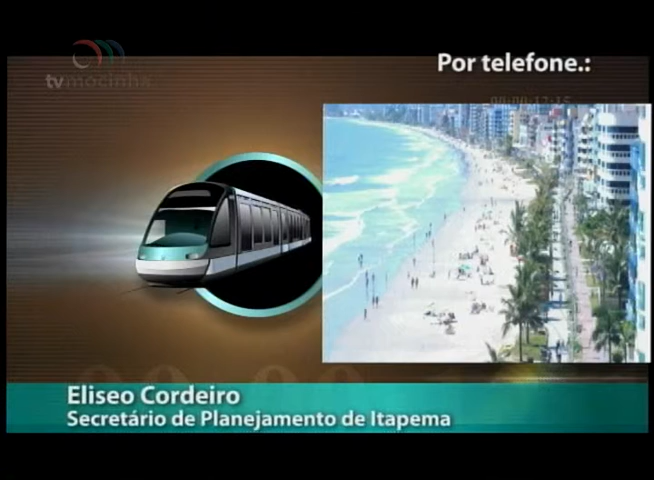 tvmocinha
Por telefone.:
Eliseo Cordeiro
Secretário de Planejamento de Itapema